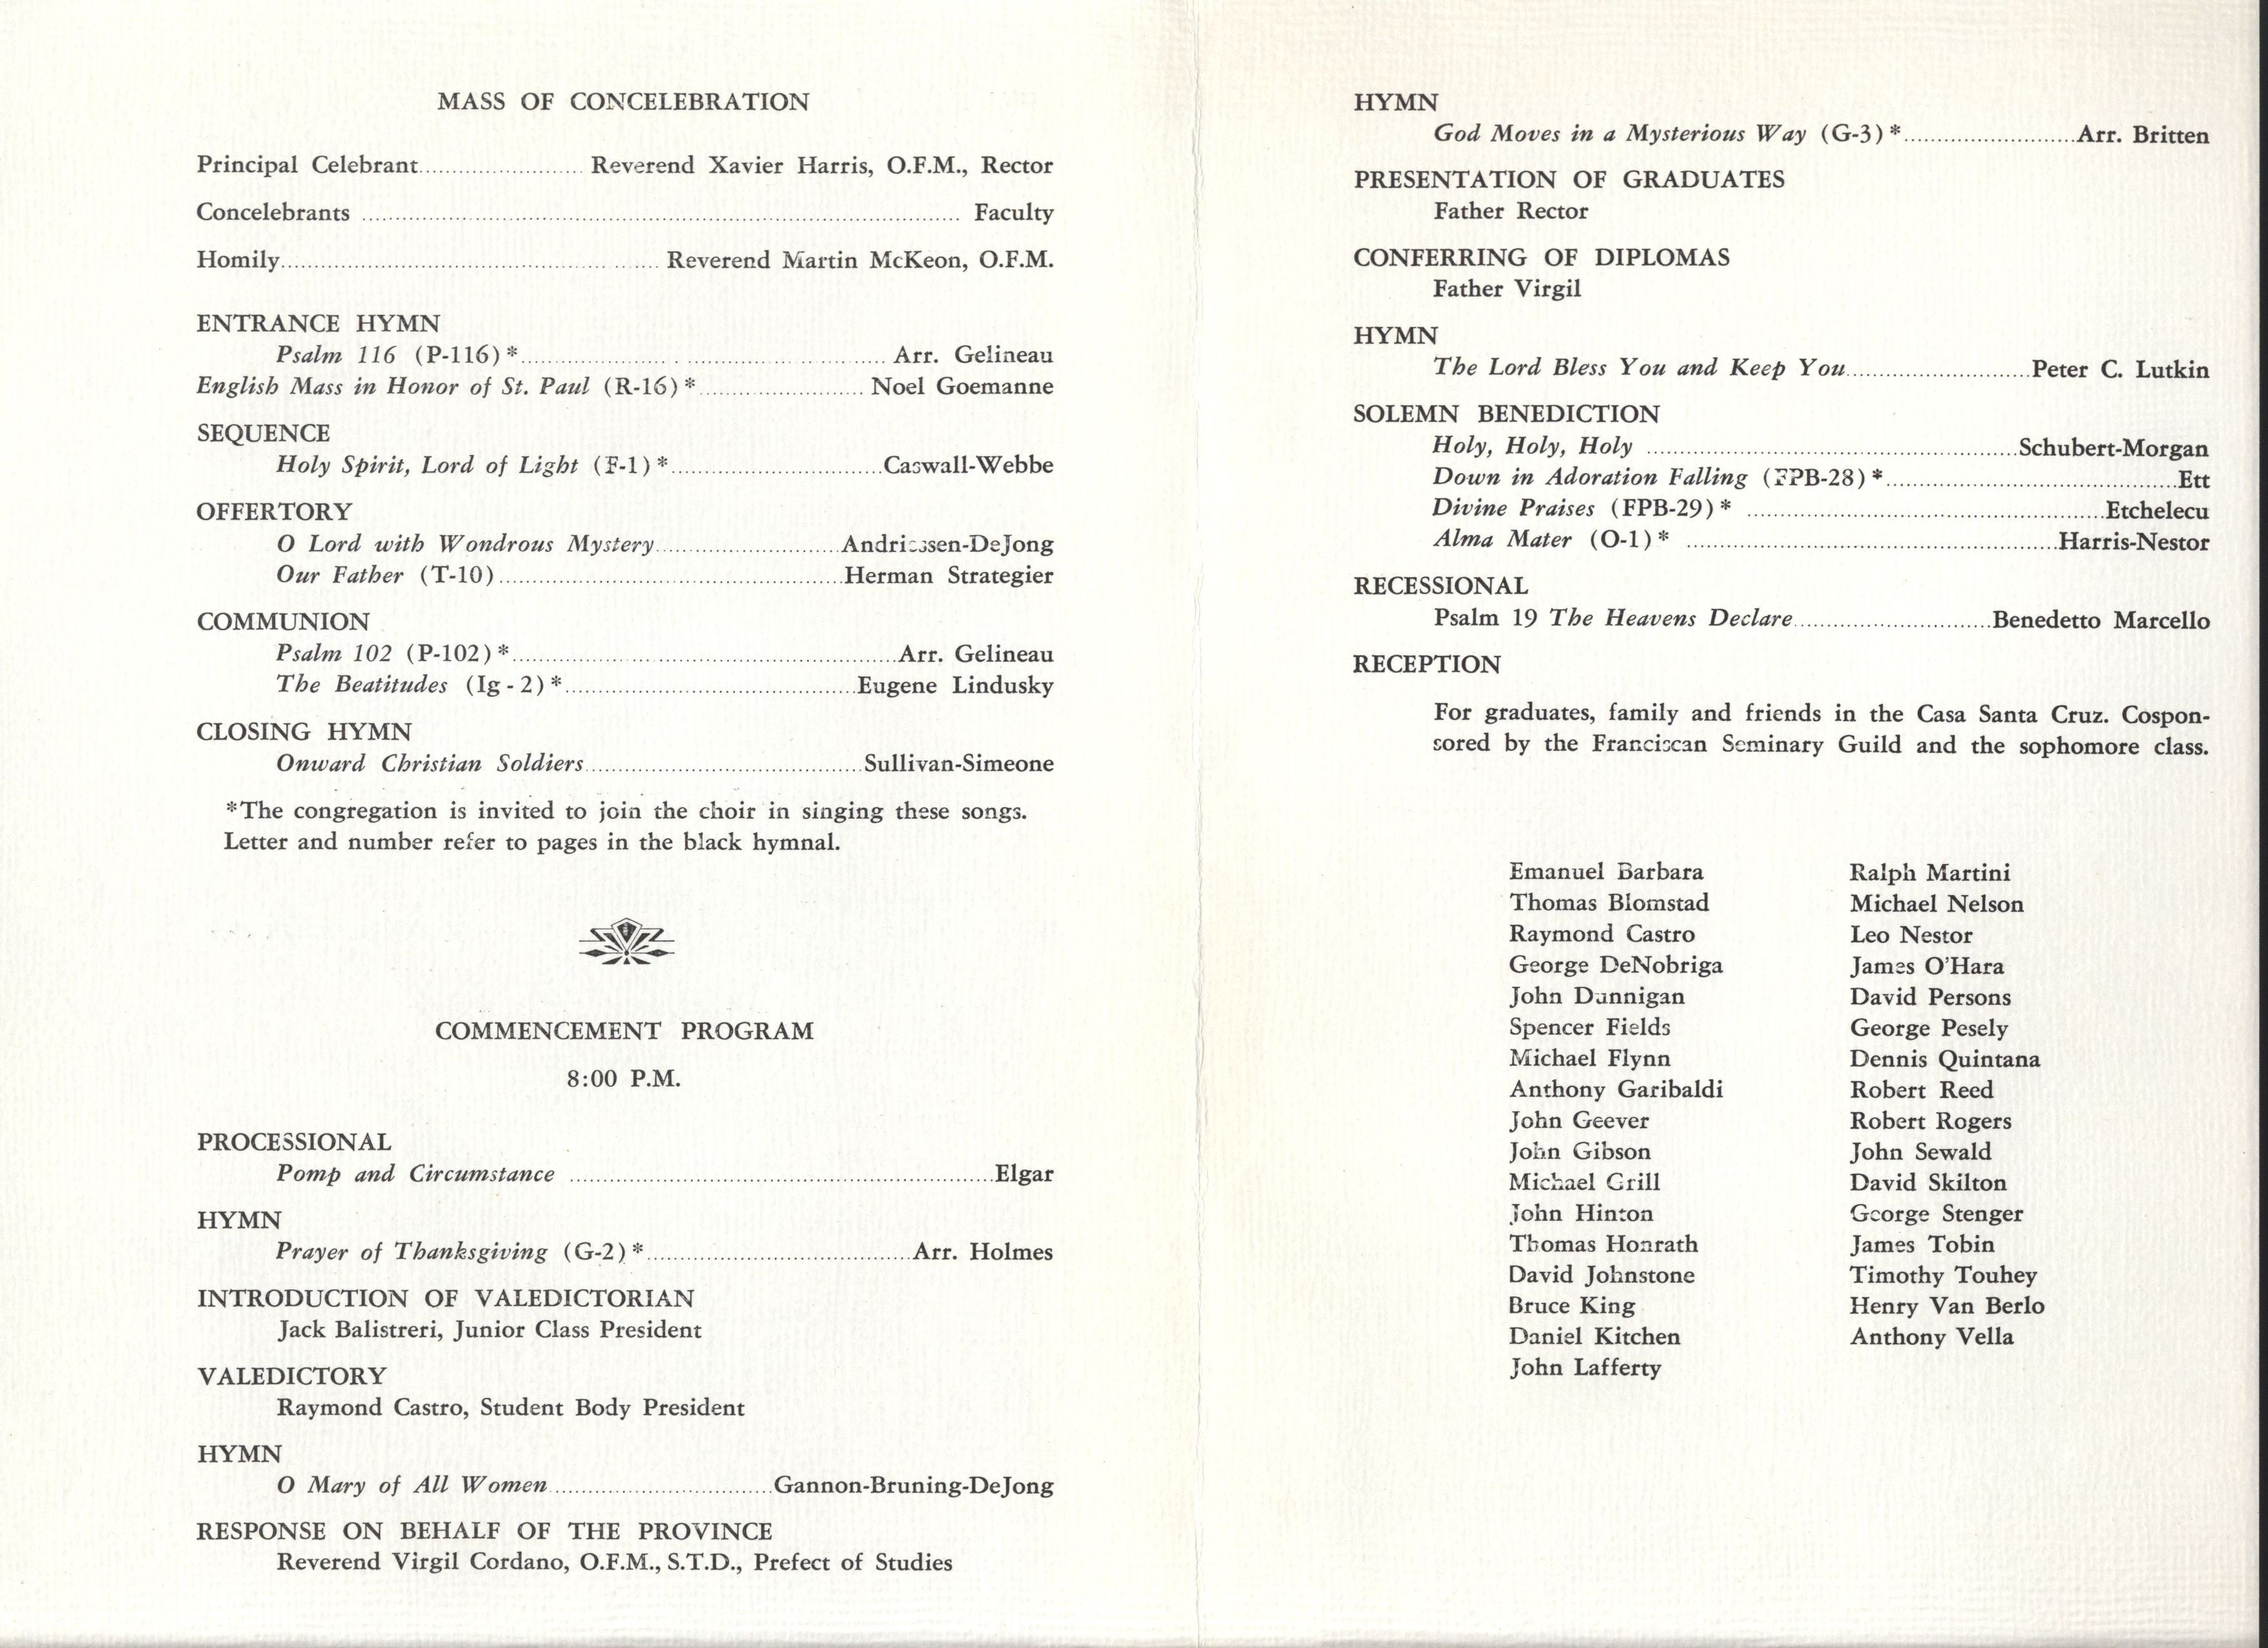 MASS OF CONCELEBRATION
Principal Celebrant...................... Reverend Xavier Harris, O.F.M., Rector
Concelebrants ...................... Faculty
Homily...................... Reverend Martin McKeon, O.F.M.
ENTRANCE HYMN
Psalm 116 (P-116)*...................... Arr. Gelineau
English Mass in Honor of St. Paul (R-16)*...................... Noel Goemanne
SEQUENCE
Holy Spirit, Lord of Light (F-1)*......................Caswall-Webbe
OFFERTORY
O Lord with Wondrous Mystery......................Andriessen-DeJong
Our Father (T-10)......................Herman Strategier
COMMUNION
Psalm 102 (P-102)*......................Arr. Gelineau
The Beatitudes (Ig - 2)*......................Eugene Lindusky
CLOSING HYMN
Onward Christian Soldiers......................Sullivan-Simeone
*The congregation is invited to join the choir in singing these songs.
Letter and number refer to pages in the black hymnal.
COMMENCEMENT PROGRAM
8:00 P.M.
PROCESSIONAL
Pomp and Circumstance ......................Elgar
HYMN
Prayer of Thanksgiving (G-2)*......................Arr. Holmes
INTRODUCTION OF VALEDICTORIAN
Jack Balistreri, Junior Class President
VALEDICTORY
Raymond Castro, Student Body President
HYMN
O Mary of All Women......................Gannon-Bruning-DeJong
RESPONSE ON BEHALF OF THE PROVINCE
Reverend Virgil Cordano, O.F.M., S.T.D., Prefect of Studies
HYMN
God Moves in a Mysterious Way (G-3)*......................Arr. Britten
PRESENTATION OF GRADUATES
Father Rector
CONFERRING OF DIPLOMAS
Father Virgil
HYMN
The Lord Bless You and Keep You......................Peter C. Lutkin
SOLEMN BENEDICTION
Holy, Holy, Holy ......................Schubert-Morgan
Down in Adoration Falling (FPB-28)*......................Ett
Divine Praises (FPB-29)* ......................Etchelecu
Alma Mater (O-1)* ......................Harris-Nestor
RECESSIONAL
Psalm 19 The Heavens Declare......................Benedetto Marcello
RECEPTION
For graduates, family and friends in the Casa Santa Cruz. Cospon-
sored by the Franciscan Seminary Guild and the sophomore class.
Emanuel Barbara
Thomas Blomstad
Raymond Castro
George DeNobriga
John Dunnigan
Spencer Fields
Michael Flynn
Anthony Garibaldi
John Geever
John Gibson
Michael Grill
John Hinton
Thomas Honrath
David Johnstone
Bruce King
Daniel Kitchen
John Lafferty
Ralph Martini
Michael Nelson
Leo Nestor
James O'Hara
David Persons
George Pesely
Dennis Quintana
Robert Reed
Robert Rogers
John Sewald
David Skilton
George Stenger
James Tobin
Timothy Touhey
Henry Van Berlo
Anthony Vella